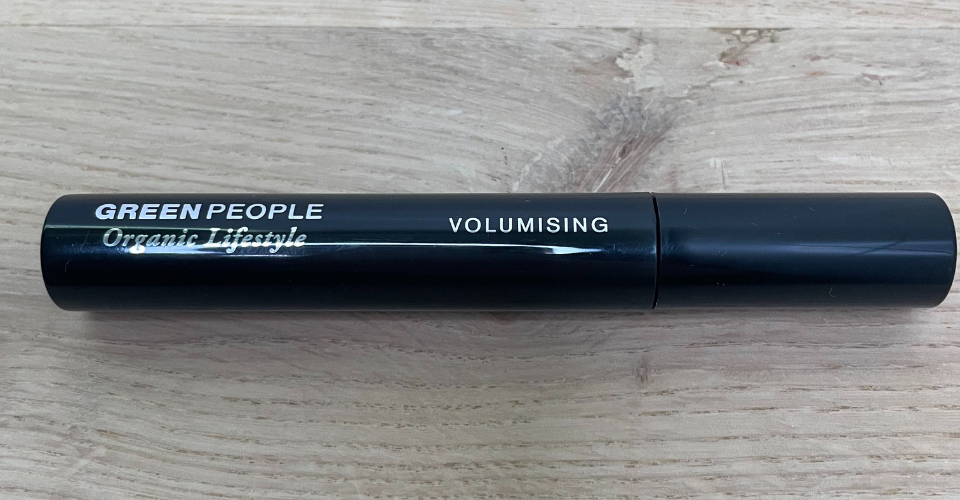 GREEN PEOPLE
Organic Lifestyle
VOLUMISING